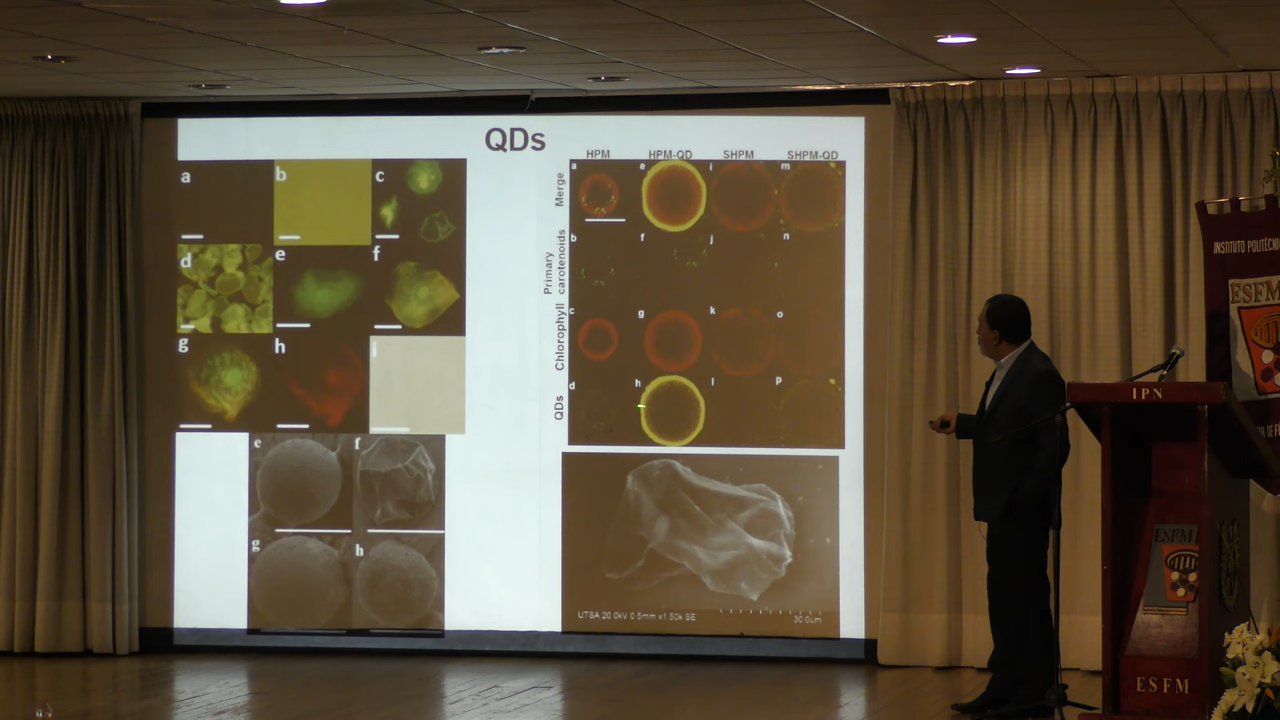 QDs
HPM HPM-QD SHPM SHPM-QD
a b c
d e f
g h i
e f
g h
Merge
Primary carotenoids
Chlorophyll
QDs
a e i m
b f j n
c g k o
d h l p
UTSA 20.0kV 0.5mm x1.50k SE 30.0um
INSTITUTO POLITÉCNI
ESFM
IPN
ESFM
ESFM